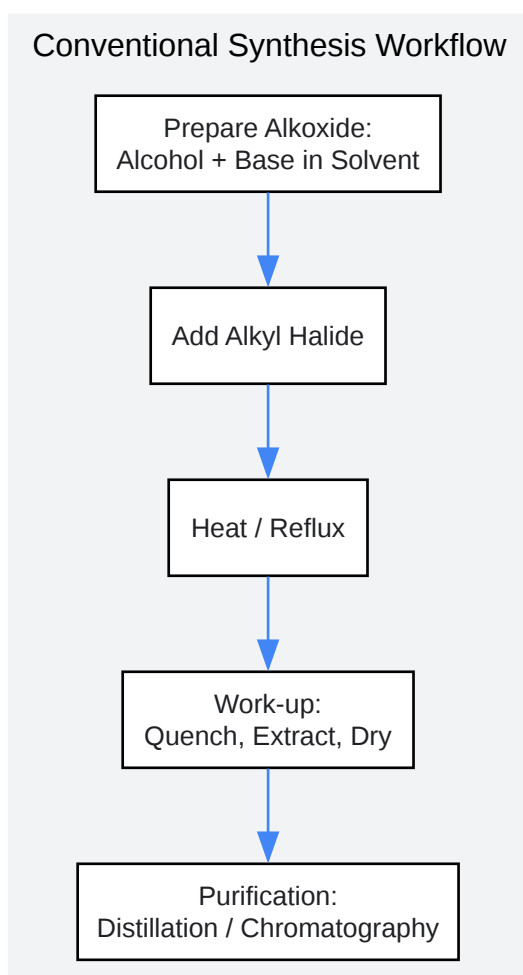 Conventional Synthesis Workflow
Prepare Alkoxide:
Alcohol + Base in Solvent
Add Alkyl Halide
Heat / Reflux
Work-up:
Quench, Extract, Dry
Purification:
Distillation / Chromatography